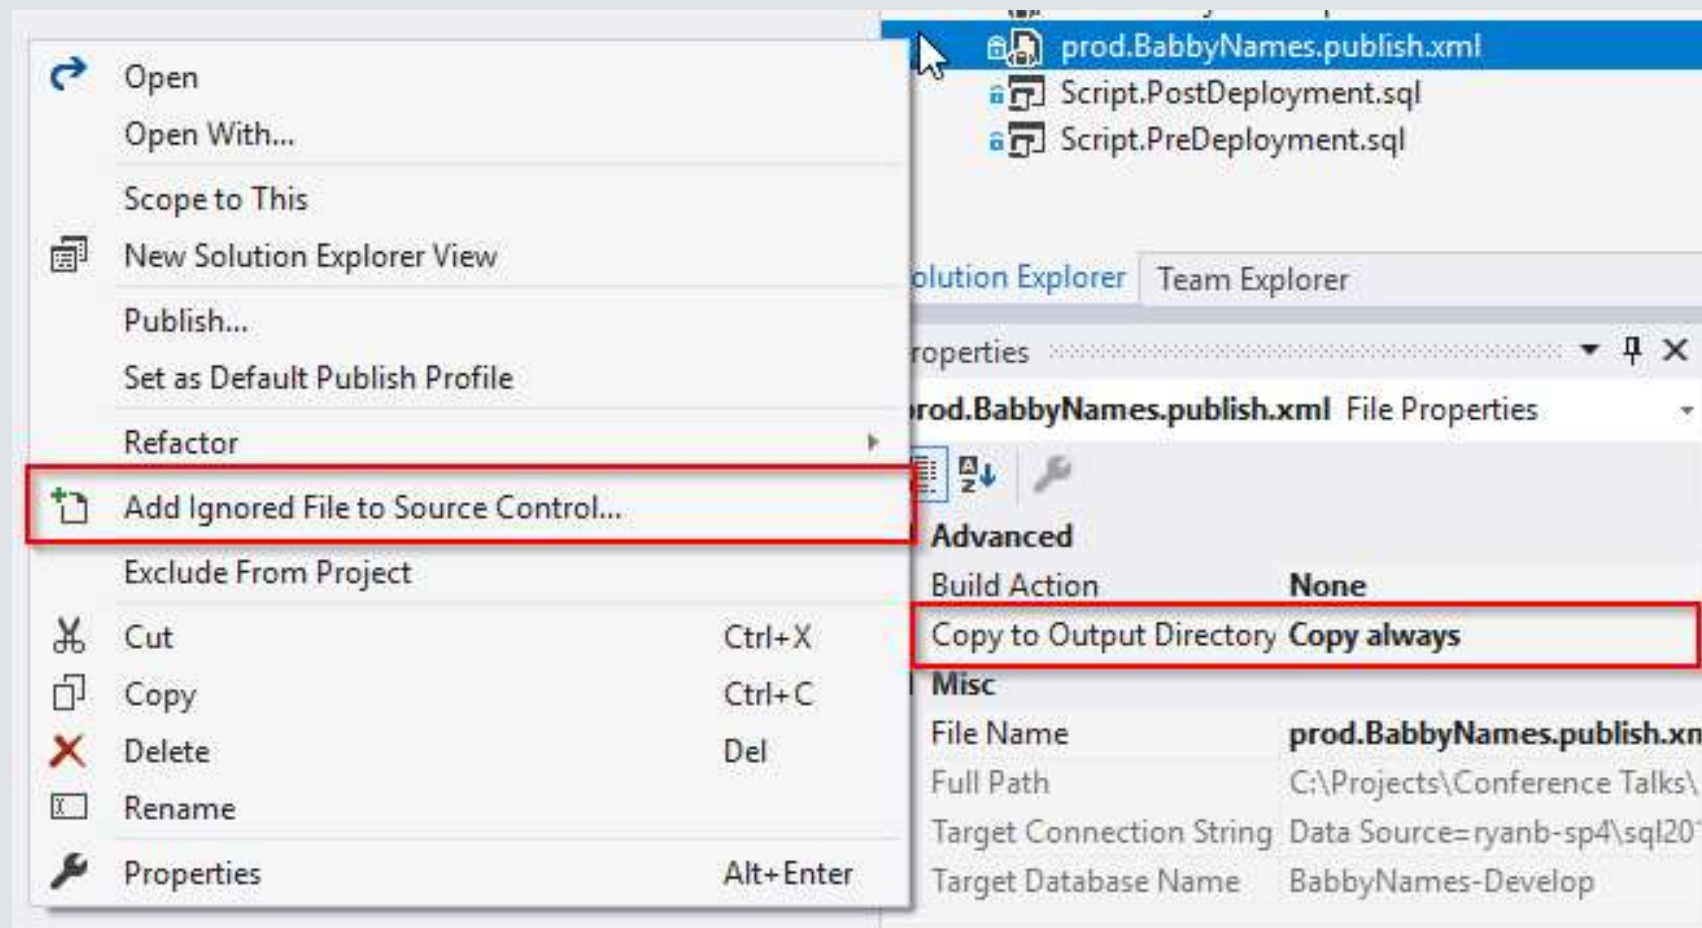 Open
Open With...
Scope to This
New Solution Explorer View
Publish...
Set as Default Publish Profile
Refactor
Add Ignored File to Source Control...
Exclude From Project
Cut Ctrl+X
Copy Ctrl+C
Delete Del
Rename
Properties Alt+Enter
prod.BabbyNames.publish.xml
Script.PostDeployment.sql
Script.PreDeployment.sql
olution Explorer Team Explorer
roperties
prod.BabbyNames.publish.xml File Properties
Advanced
Build Action None
Copy to Output Directory Copy always
Misc
File Name prod.BabbyNames.publish.xm
Full Path C:\Projects\Conference Talks\
Target Connection String Data Source=ryanb-sp4\sql201
Target Database Name BabbyNames-Develop